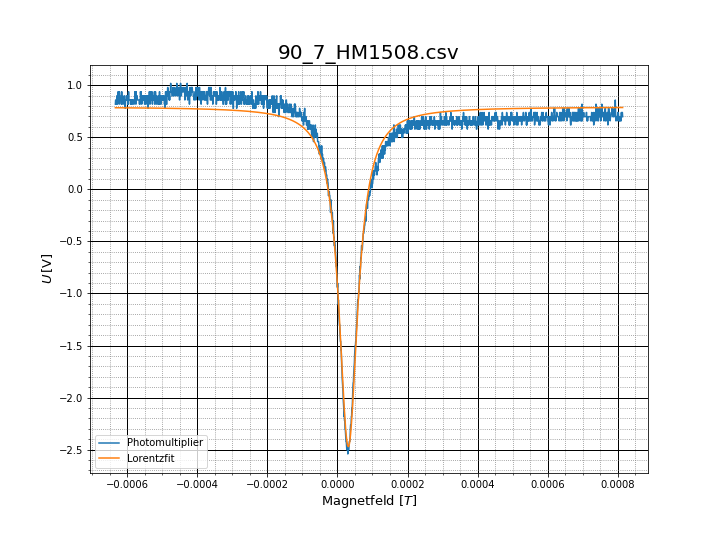 90_7_HM1508.csv
1.0
0.5
0.0
−0.5
−1.0
−1.5
−2.0
−2.5
U [V]
Photomultiplier
Lorentzfit
−0.0006 −0.0004 −0.0002 0.0000 0.0002 0.0004 0.0006 0.0008
Magnetfeld [T]